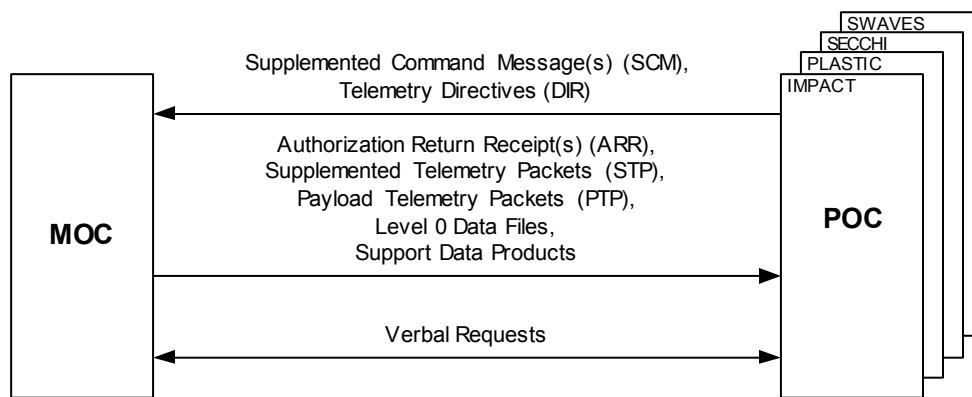 SWAVES
SECCHI
PLASTIC
IMPACT
Supplemented Command Message(s) (SCM),
Telemetry Directives (DIR)
Authorization Return Receipt(s) (ARR),
Supplemented Telemetry Packets (STP),
Payload Telemetry Packets (PTP),
Level 0 Data Files,
Support Data Products
MOC
POC
Verbal Requests